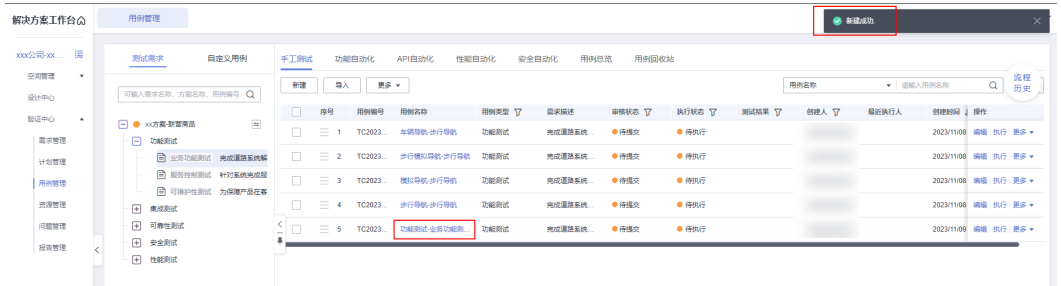 解决方案工作台
用例管理
新建成功.
xxx公司-xx...
空间管理
设计中心
验证中心
需求管理
计划管理
用例管理
资源管理
问题管理
报告管理
测试需求 自定义用例
可输入需求名称、方案名称、用例编号
xx方案-联营商品
功能测试
业务功能测试 完成道路系统解
服务控制测试 针对系统完成服
可维护性测试 为保障产品在客
集成测试
可靠性测试
安全测试
性能测试
手工测试 功能自动化 API自动化 性能自动化 安全自动化 用例总览 用例回收站
新建 导入 更多
用例名称 请输入用例名称
流程
历史
序号 用例编号 用例名称 用例类型 需求描述 审核状态 执行状态 测试结果 创建人 最近执行人 创建时间 操作
1 TC2023... 车辆导航-步行导航 功能测试 完成道路系统... 待提交 待执行 2023/11/08 编辑 执行 更多
2 TC2023... 步行模拟导航-步行导航 功能测试 完成道路系统... 待提交 待执行 2023/11/08 编辑 执行 更多
3 TC2023... 模拟导航-步行导航 功能测试 完成道路系统... 待提交 待执行 2023/11/08 编辑 执行 更多
4 TC2023... 步行导航-步行导航 功能测试 完成道路系统... 待提交 待执行 2023/11/08 编辑 执行 更多
5 TC2023... 功能测试-业务功能测... 功能测试 完成道路系统... 待提交 待执行 2023/11/09 编辑 执行 更多